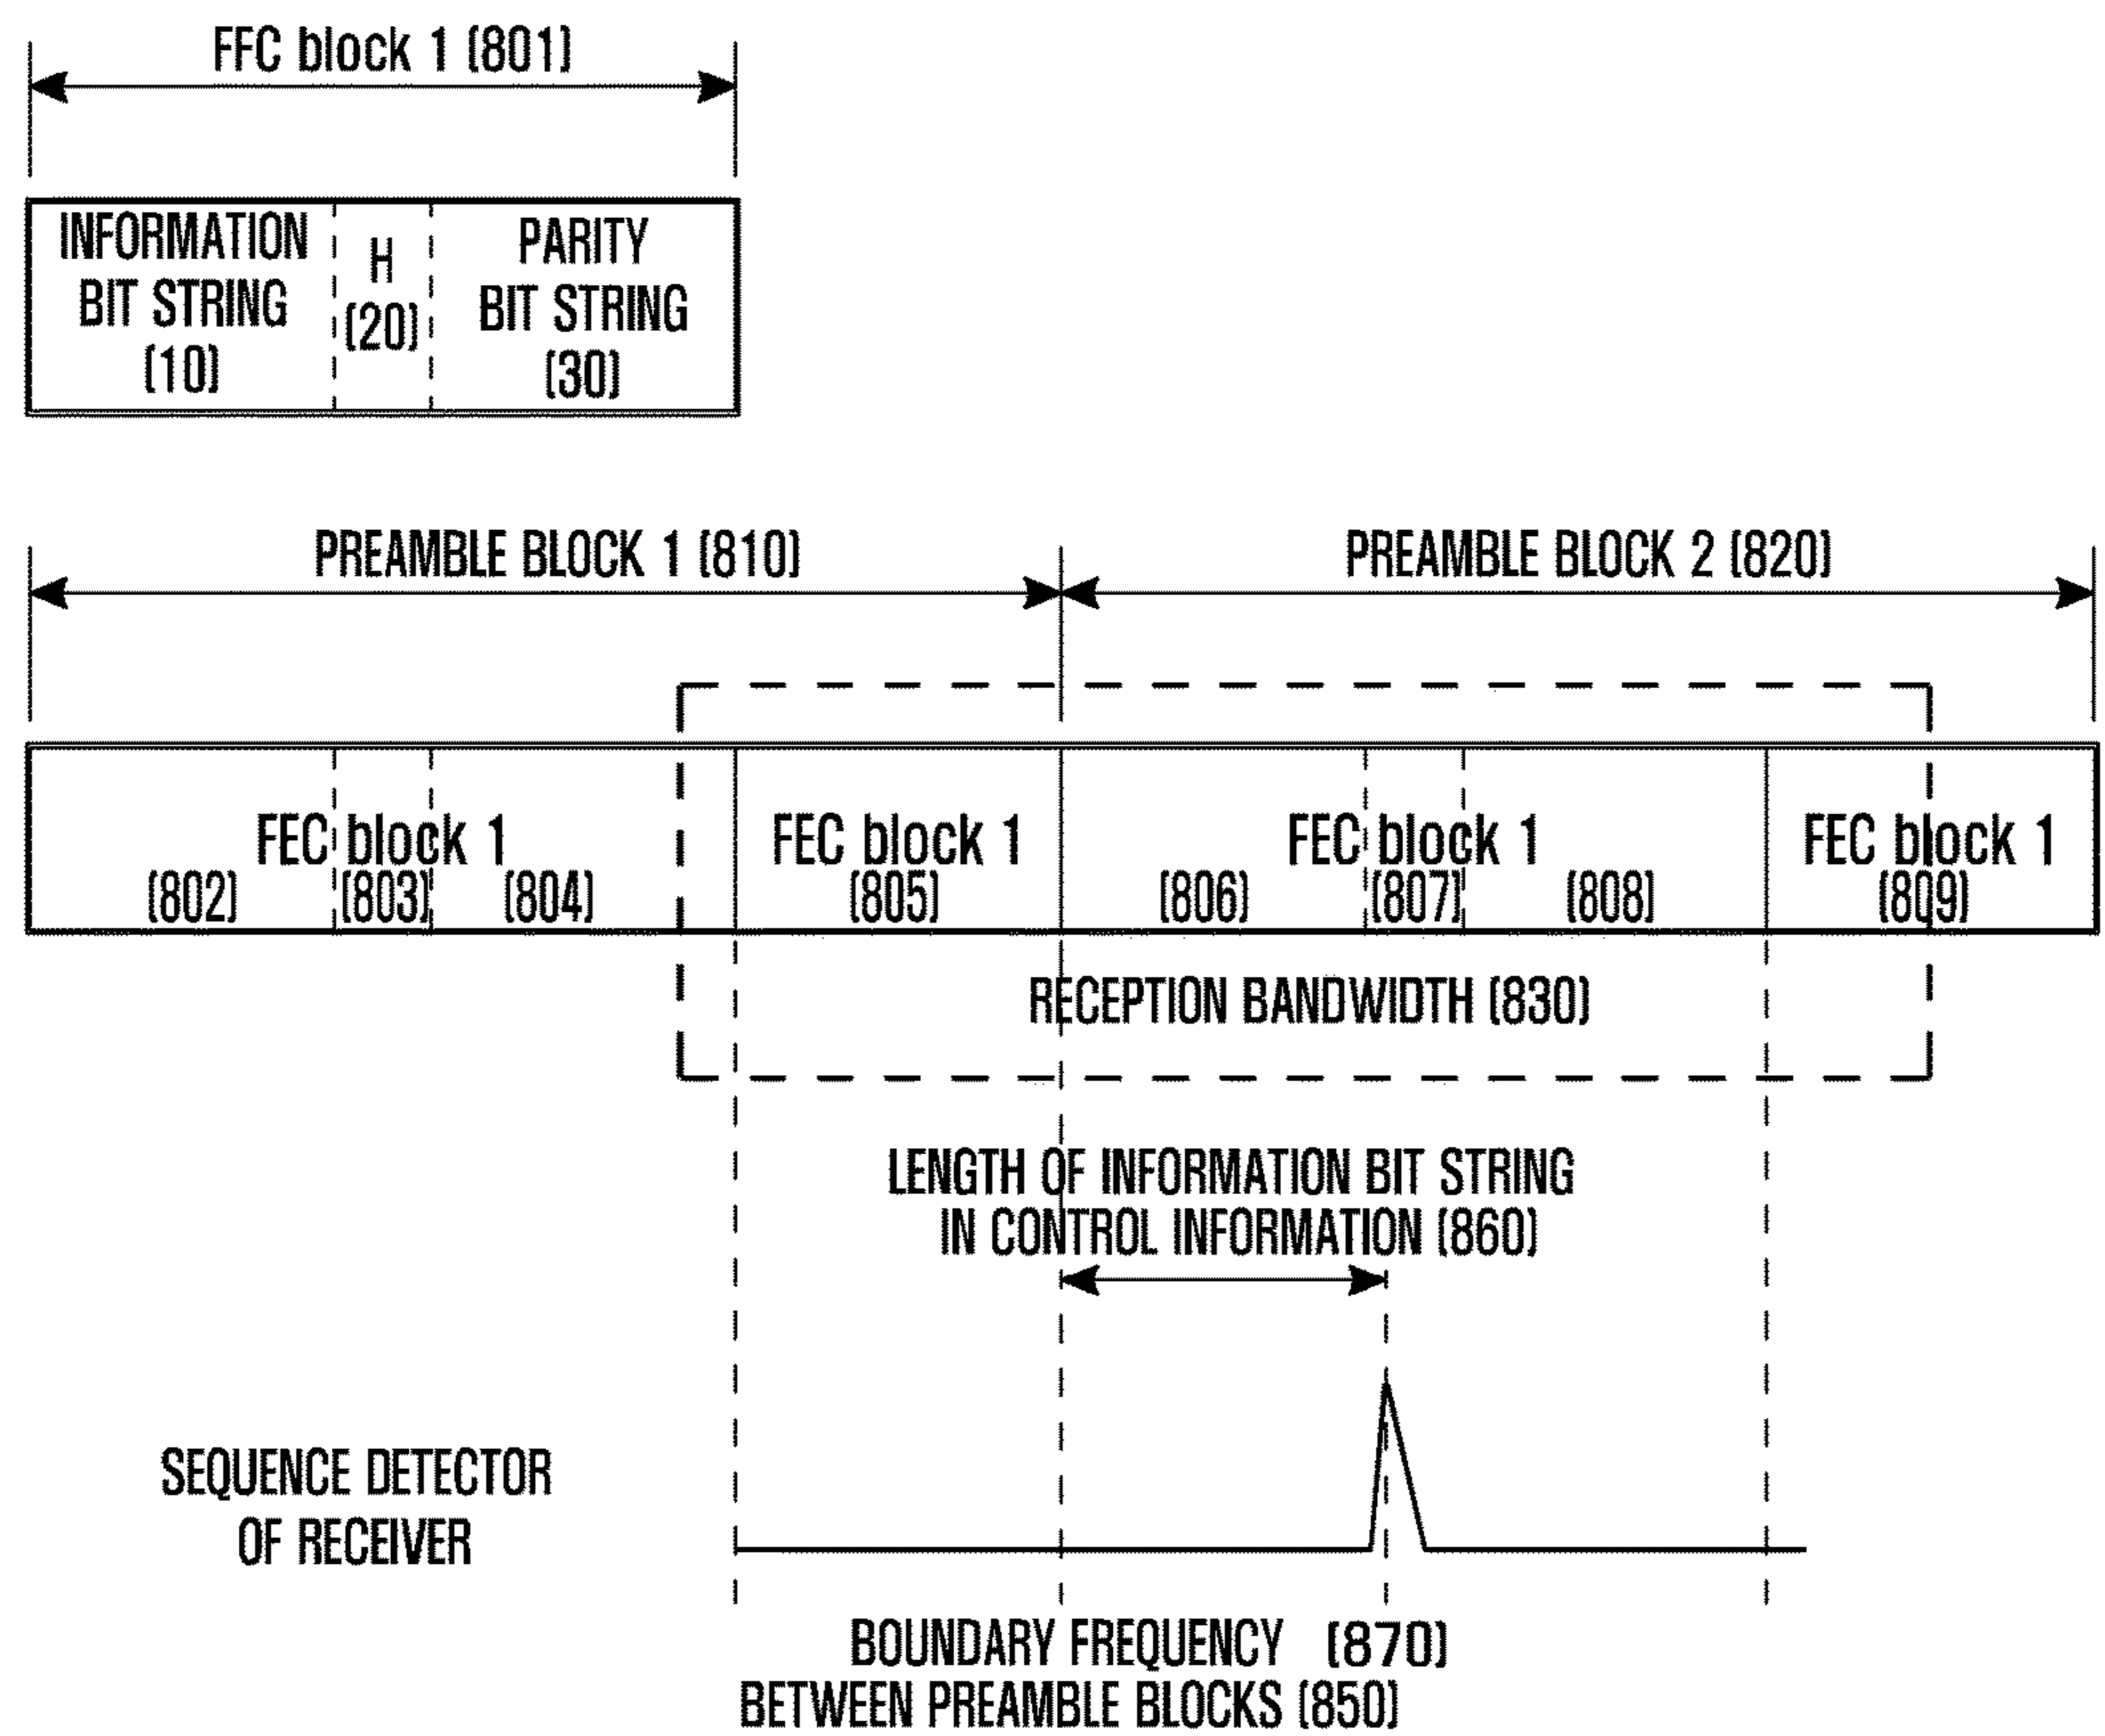 FFC block 1 (801)
INFORMATION
BIT STRING
(10)
H
(20)
PARITY
BIT STRING
(30)
PREAMBLE BLOCK 1 (810)
PREAMBLE BLOCK 2 (820)
FEC block 1
(802)
(803)
(804)
FEC block 1
(805)
FEC block 1
(806)
(807)
(808)
FEC block 1
(809)
RECEPTION BANDWIDTH (830)
LENGTH OF INFORMATION BIT STRING
IN CONTROL INFORMATION (860)
SEQUENCE DETECTOR
OF RECEIVER
BOUNDARY FREQUENCY
BETWEEN PREAMBLE BLOCKS (850)
(870)